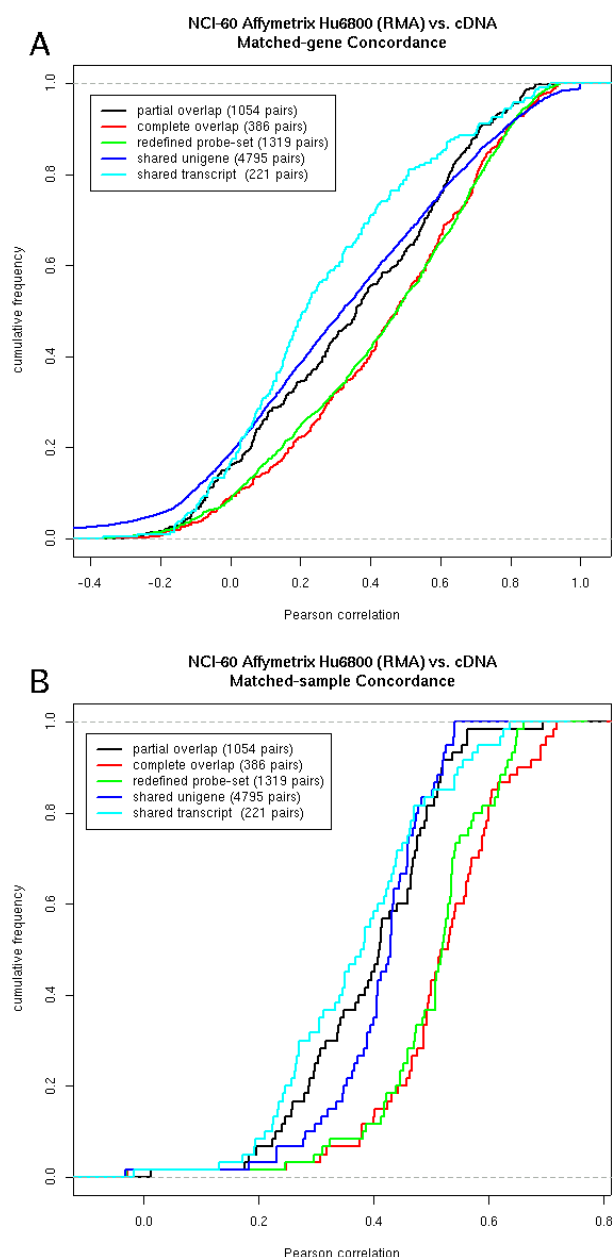 A
NCI-60 Affymetrix Hu6800 (RMA) vs. cDNA
Matched-gene Concordance
partial overlap (1054 pairs)
complete overlap (386 pairs)
redefined probe-set (1319 pairs)
shared unigene (4795 pairs)
shared transcript (221 pairs)
cumulative frequency
1.0
0.8
0.6
0.4
0.2
0.0
-0.4 -0.2 0.0 0.2 0.4 0.6 0.8 1.0
Pearson correlation
B
NCI-60 Affymetrix Hu6800 (RMA) vs. cDNA
Matched-sample Concordance
partial overlap (1054 pairs)
complete overlap (386 pairs)
redefined probe-set (1319 pairs)
shared unigene (4795 pairs)
shared transcript (221 pairs)
cumulative frequency
1.0
0.8
0.6
0.4
0.2
0.0
0.0 0.2 0.4 0.6 0.8
Pearson correlation